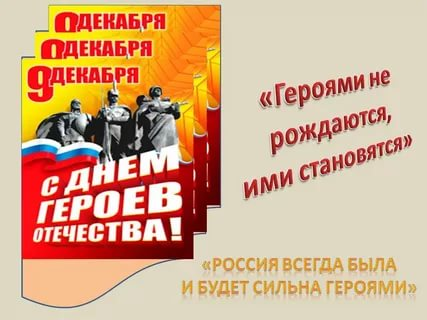 9 ДЕКАБРЯ
9 ДЕКАБРЯ
9 ДЕКАБРЯ
С ДНЕМ
ГЕРОЕВ
ОТЕЧЕСТВА!
«Героями не
рождаются,
ими становятся»
«РОССИЯ ВСЕГДА БЫЛА
И БУДЕТ СИЛЬНА ГЕРОЯМИ»